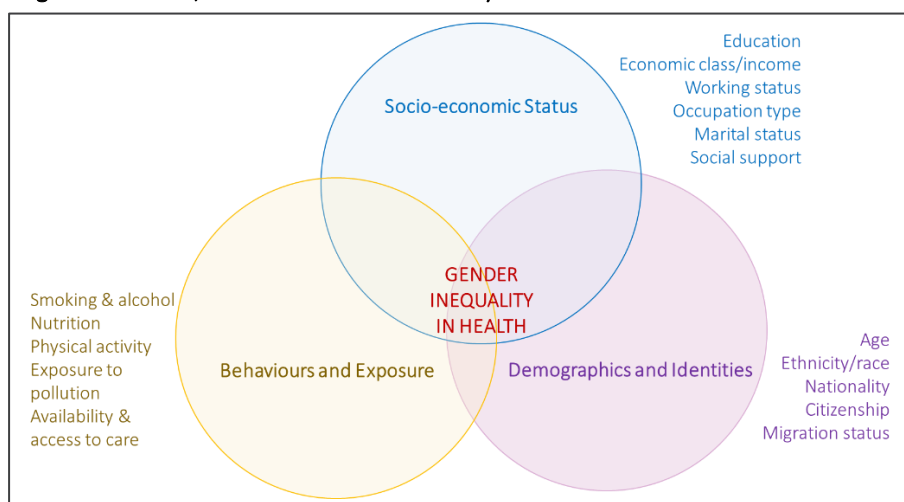 Education
Economic class/income
Working status
Occupation type
Marital status
Social support
Socio-economic Status
GENDER
INEQUALITY
IN HEALTH
Smoking & alcohol
Nutrition
Physical activity
Exposure to
pollution
Availability &
access to care
Behaviours and Exposure
Demographics and Identities
Age
Ethnicity/race
Nationality
Citizenship
Migration status